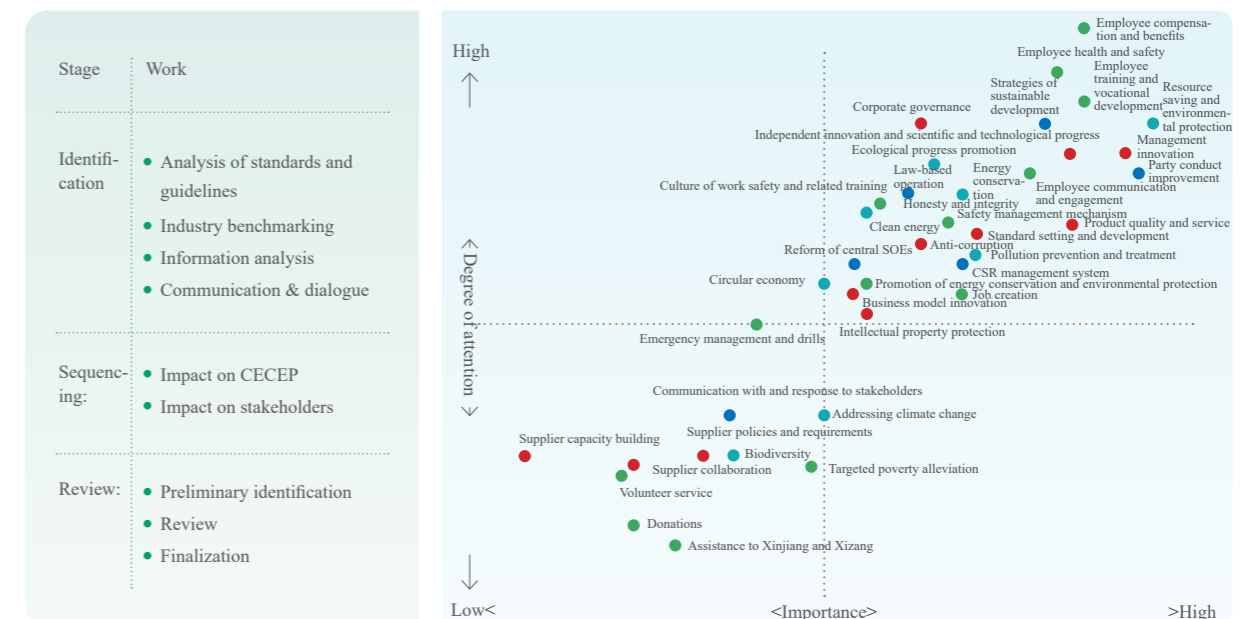 Stage
Work
Identifi-
cation
Analysis of standards and
guidelines
Industry benchmarking
Information analysis
Communication & dialogue
Sequenc-
ing:
Impact on CECEP
Impact on stakeholders
Review:
Preliminary identification
Review
Finalization
High
Degree of attention
Low<
<Importance>
>High
Employee compensa-
tion and benefits
Employee health and safety
Employee
training and
vocational
development
Strategies of
sustainable
development
Resource
saving and
environmen-
tal protection
Corporate governance
Independent innovation and scientific and technological progress
Management
innovation
Ecological progress promotion
Party conduct
improvement
Law-based
operation
Energy
conserva-
tion
Culture of work safety and related training
Employee communication
and engagement
Honesty and integrity
Safety management mechanism
Clean energy
Product quality and service
Standard setting and development
Anti-corruption
Reform of central SOEs
Pollution prevention and treatment
CSR management system
Circular economy
Promotion of energy conservation and environmental protection
Job creation
Business model innovation
Intellectual property protection
Emergency management and drills
Communication with and response to stakeholders
Addressing climate change
Supplier policies and requirements
Supplier capacity building
Biodiversity
Supplier collaboration
Targeted poverty alleviation
Volunteer service
Donations
Assistance to Xinjiang and Xizang